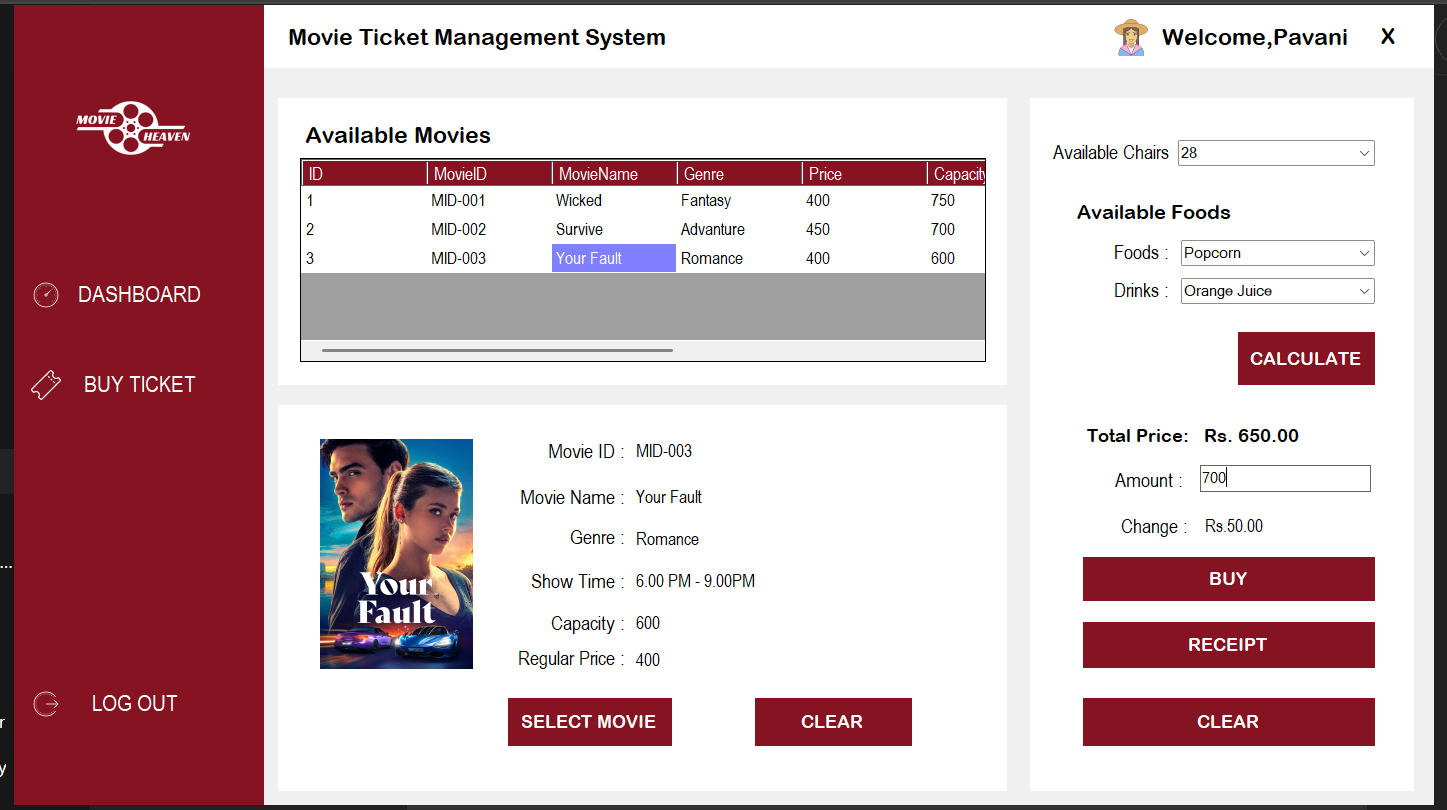 Movie Ticket Management System
Welcome,Pavani
X
MOVIE
HEAVEN
DASHBOARD
BUY TICKET
LOG OUT
Available Movies
ID MovieID MovieName Genre Price Capacity
1 MID-001 Wicked Fantasy 400 750
2 MID-002 Survive Advanture 450 700
3 MID-003 Your Fault Romance 400 600
Your
Fault
Movie ID : MID-003
Movie Name : Your Fault
Genre : Romance
Show Time : 6.00 PM - 9.00PM
Capacity : 600
Regular Price : 400
SELECT MOVIE
CLEAR
Available Chairs 28
Available Foods
Foods : Popcorn
Drinks : Orange Juice
CALCULATE
Total Price: Rs. 650.00
Amount : 700
Change : Rs.50.00
BUY
RECEIPT
CLEAR
...
r
y